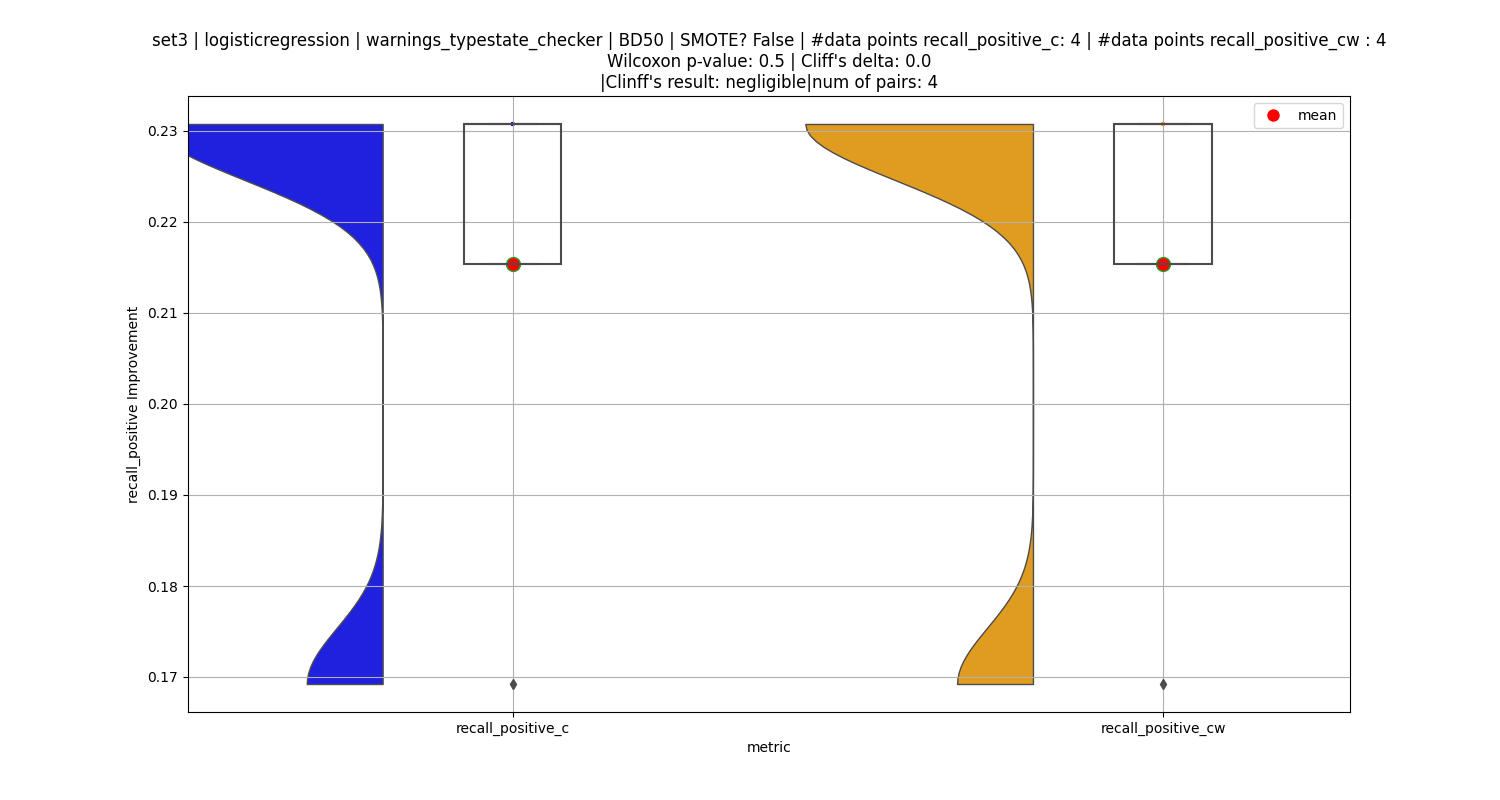 set3 | logisticregression | warnings_typestate_checker | BD50 | SMOTE? False | #data points recall_positive_c: 4 | #data points recall_positive_cw : 4
Wilcoxon p-value: 0.5 | Cliff's delta: 0.0
|Clinff's result: negligible|num of pairs: 4
mean
0.23
0.22
0.21
0.20
0.19
0.18
0.17
recall_positive Improvement
recall_positive_c
recall_positive_cw
metric